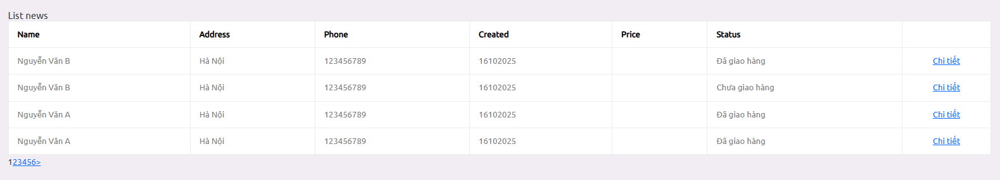 List news
Name Address Phone Created Price Status
Nguyễn Văn B Hà Nội 123456789 16102025 Đã giao hàng Chi tiết
Nguyễn Văn B Hà Nội 123456789 16102025 Chưa giao hàng Chi tiết
Nguyễn Văn A Hà Nội 123456789 16102025 Đã giao hàng Chi tiết
Nguyễn Văn A Hà Nội 123456789 16102025 Đã giao hàng Chi tiết
123456>